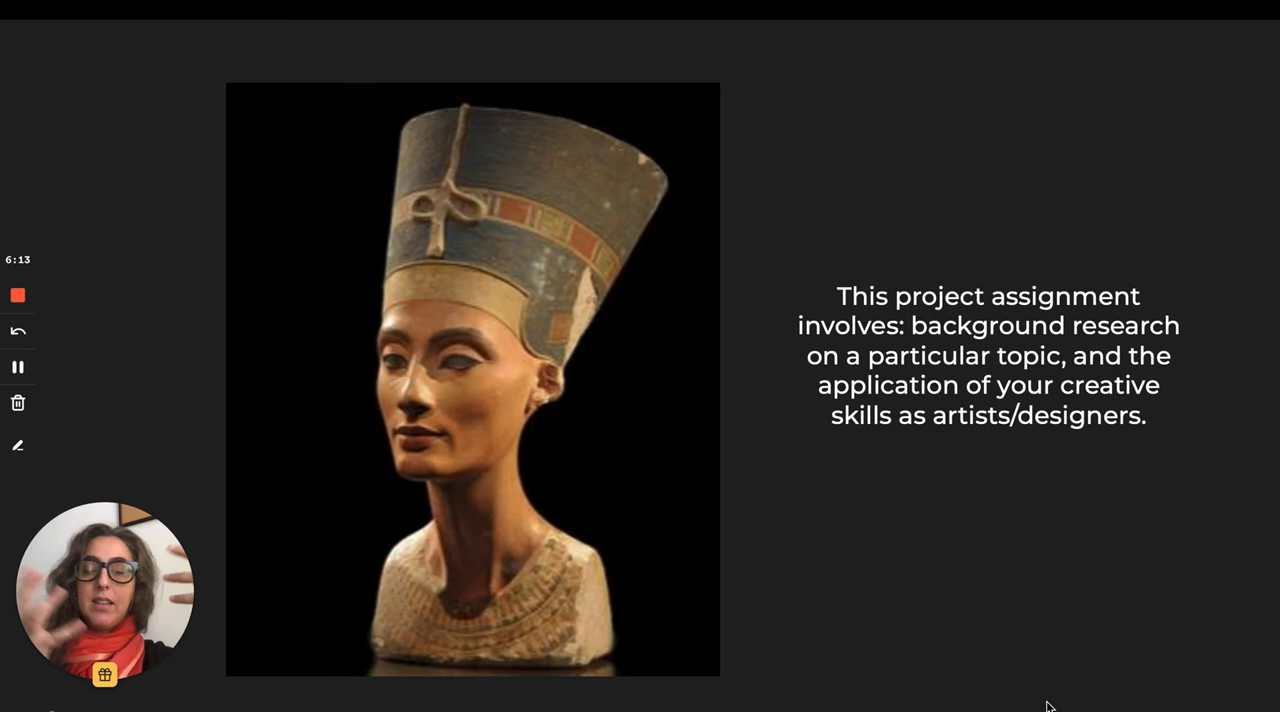 6:13
This project assignment
involves: background research
on a particular topic, and the
application of your creative
skills as artists/designers.